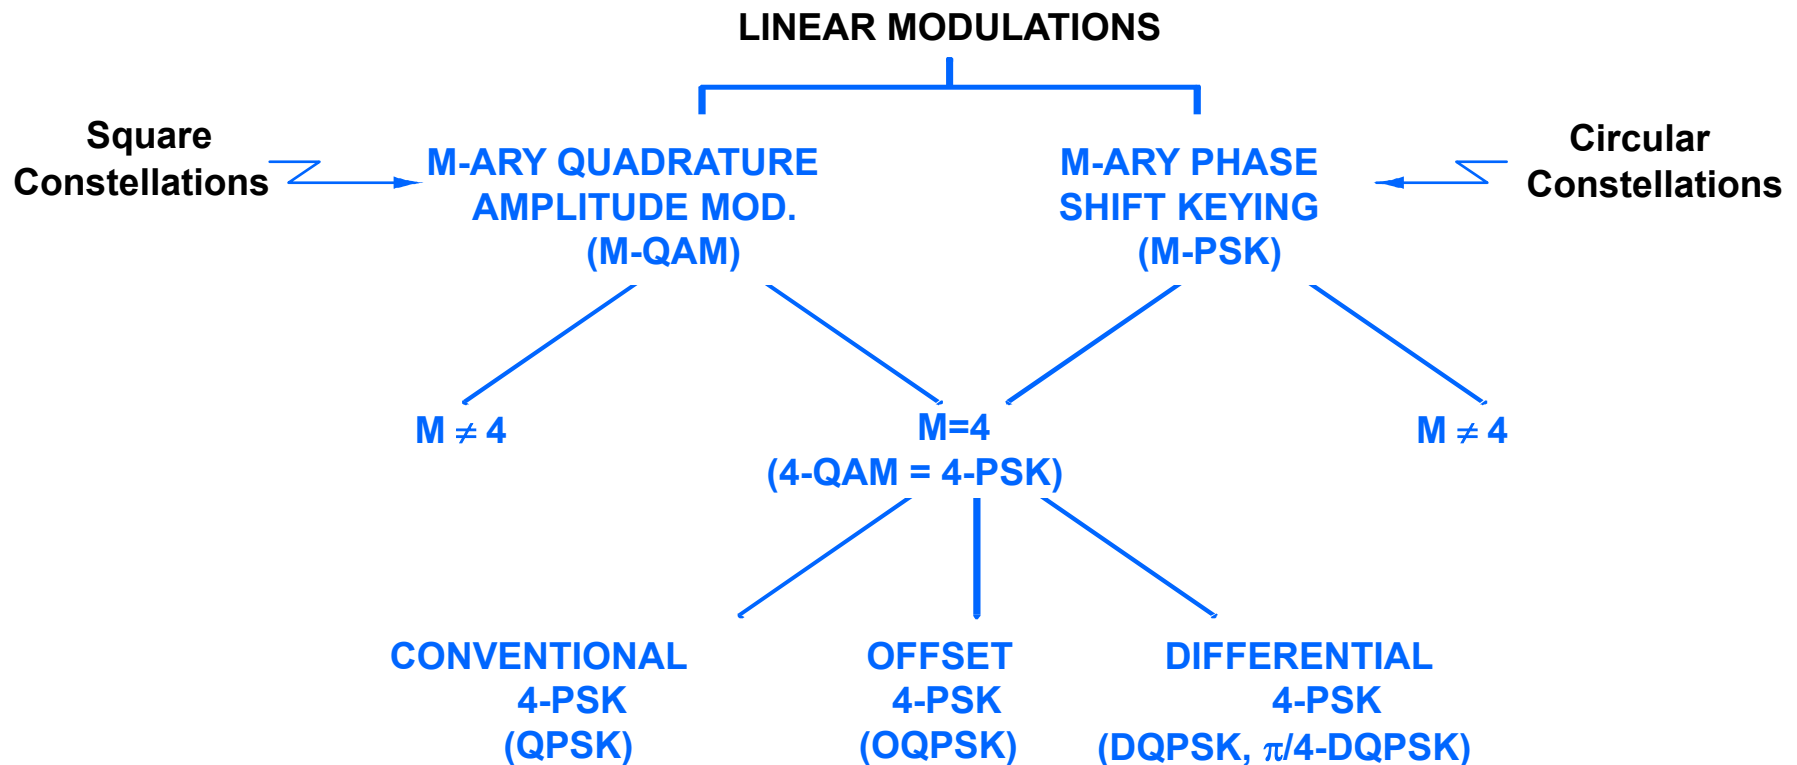 LINEAR MODULATIONS
Square
Constellations
M-ARY QUADRATURE
AMPLITUDE MOD.
(M-QAM)
M-ARY PHASE
SHIFT KEYING
(M-PSK)
Circular
Constellations
M ≠ 4
M=4
(4-QAM = 4-PSK)
M ≠ 4
CONVENTIONAL
4-PSK
(QPSK)
OFFSET
4-PSK
(OQPSK)
DIFFERENTIAL
4-PSK
(DQPSK, π/4-DQPSK)